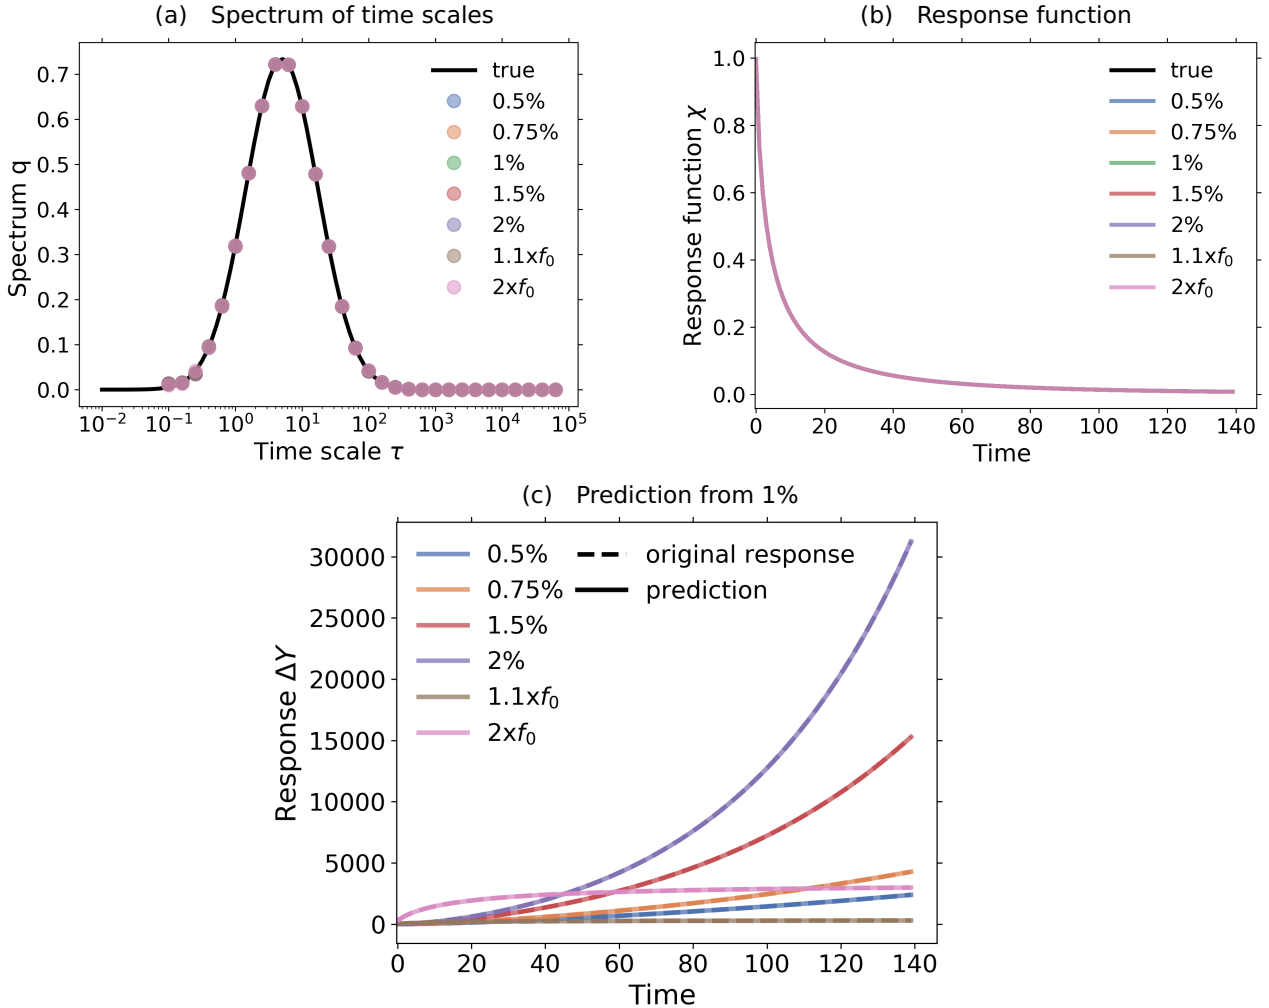 (a) Spectrum of time scales
Spectrum q
0.7
0.6
0.5
0.4
0.3
0.2
0.1
0.0
true
0.5%
0.75%
1%
1.5%
2%
1.1xf₀
2xf₀
10⁻² 10⁻¹ 10⁰ 10¹ 10² 10³ 10⁴ 10⁵
Time scale τ
(b) Response function
Response function χ
1.0
0.8
0.6
0.4
0.2
0.0
true
0.5%
0.75%
1%
1.5%
2%
1.1xf₀
2xf₀
0 20 40 60 80 100 120 140
Time
(c) Prediction from 1%
Response ΔY
30000
25000
20000
15000
10000
5000
0
0.5%
0.75%
1.5%
2%
1.1xf₀
2xf₀
original response
prediction
0 20 40 60 80 100 120 140
Time